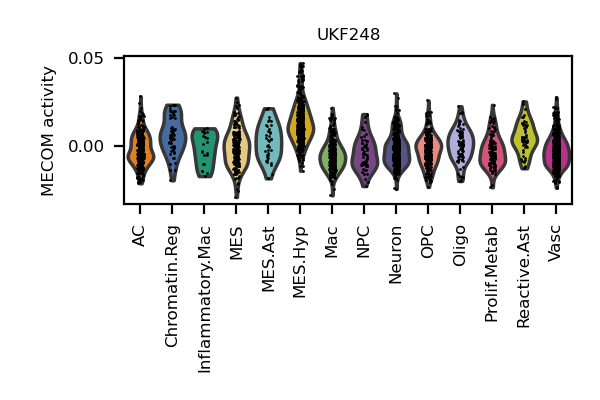 UKF248
MECOM activity
0.05
0.00
AC
Chromatin.Reg
Inflammatory.Mac
MES
MES.Ast
MES.Hyp
Mac
NPC
Neuron
OPC
Oligo
Prolif.Metab
Reactive.Ast
Vasc